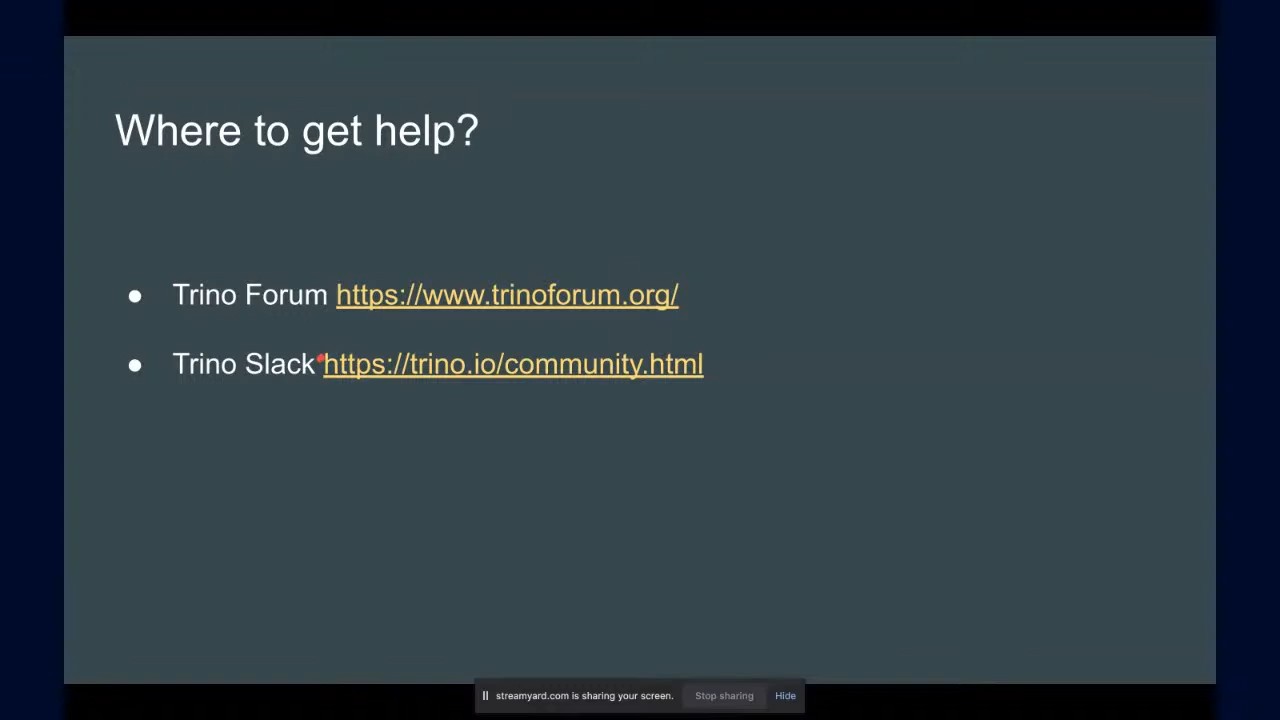 Where to get help?
● Trino Forum https://www.trinoforum.org/
● Trino Slack https://trino.io/community.html
streamyard.com is sharing your screen. Stop sharing Hide